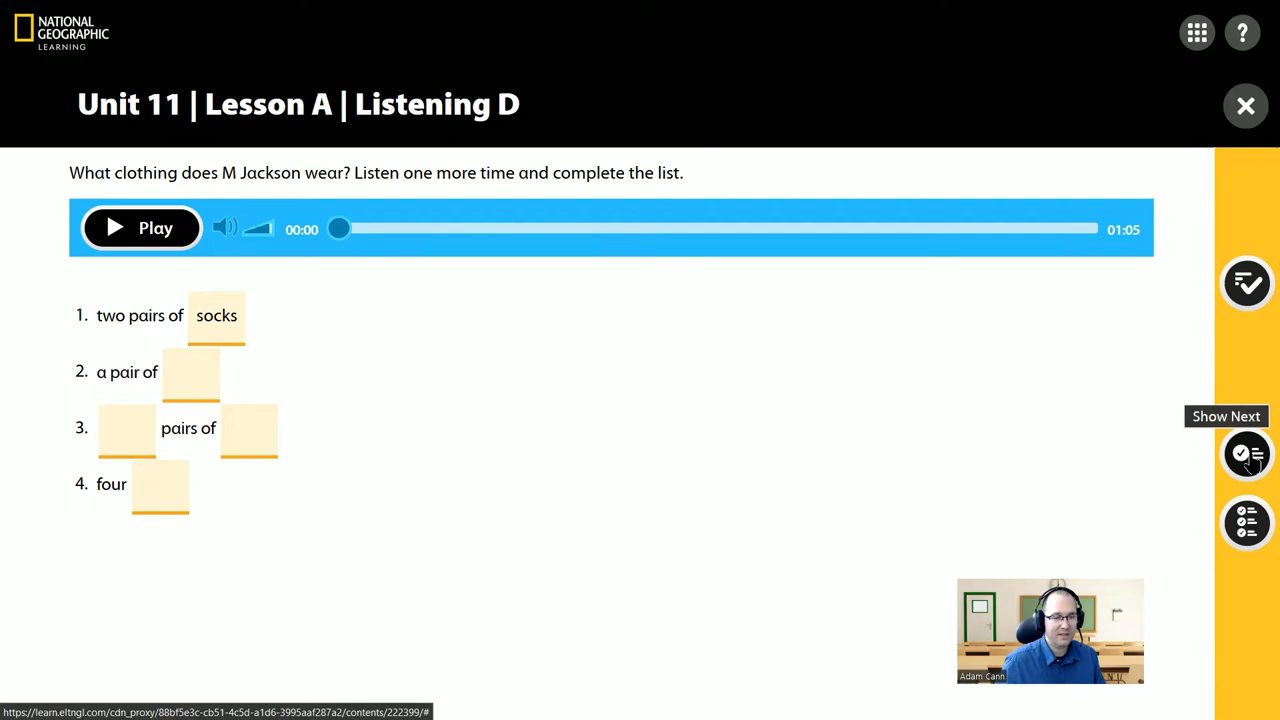 NATIONAL
GEOGRAPHIC
LEARNING
?
Unit 11 | Lesson A | Listening D
What clothing does M Jackson wear? Listen one more time and complete the list.
Play 00:00 01:05
1. two pairs of socks
2. a pair of
3. pairs of
4. four
Show Next
Adam Cann
https://learn.eltngl.com/cdn_proxy/88bf5e3c-cb51-4c5d-a1d6-3995aaf287a2/contents/222399/#